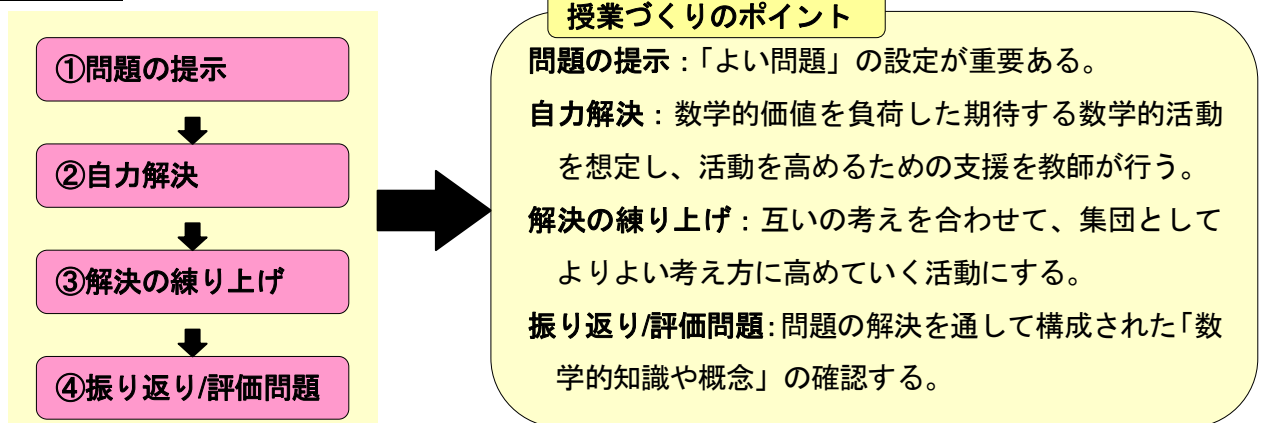 ①問題の提示
②自力解決
③解決の練り上げ
④振り返り/評価問題
授業づくりのポイント
問題の提示：「よい問題」の設定が重要ある。
自力解決：数学的価値を負荷した期待する数学的活動
を想定し、活動を高めるための支援を教師が行う。
解決の練り上げ：互いの考えを合わせて、集団として
よりよい考え方に高めていく活動にする。
振り返り/評価問題：問題の解決を通して構成された「数
学的知識や概念」の確認する。